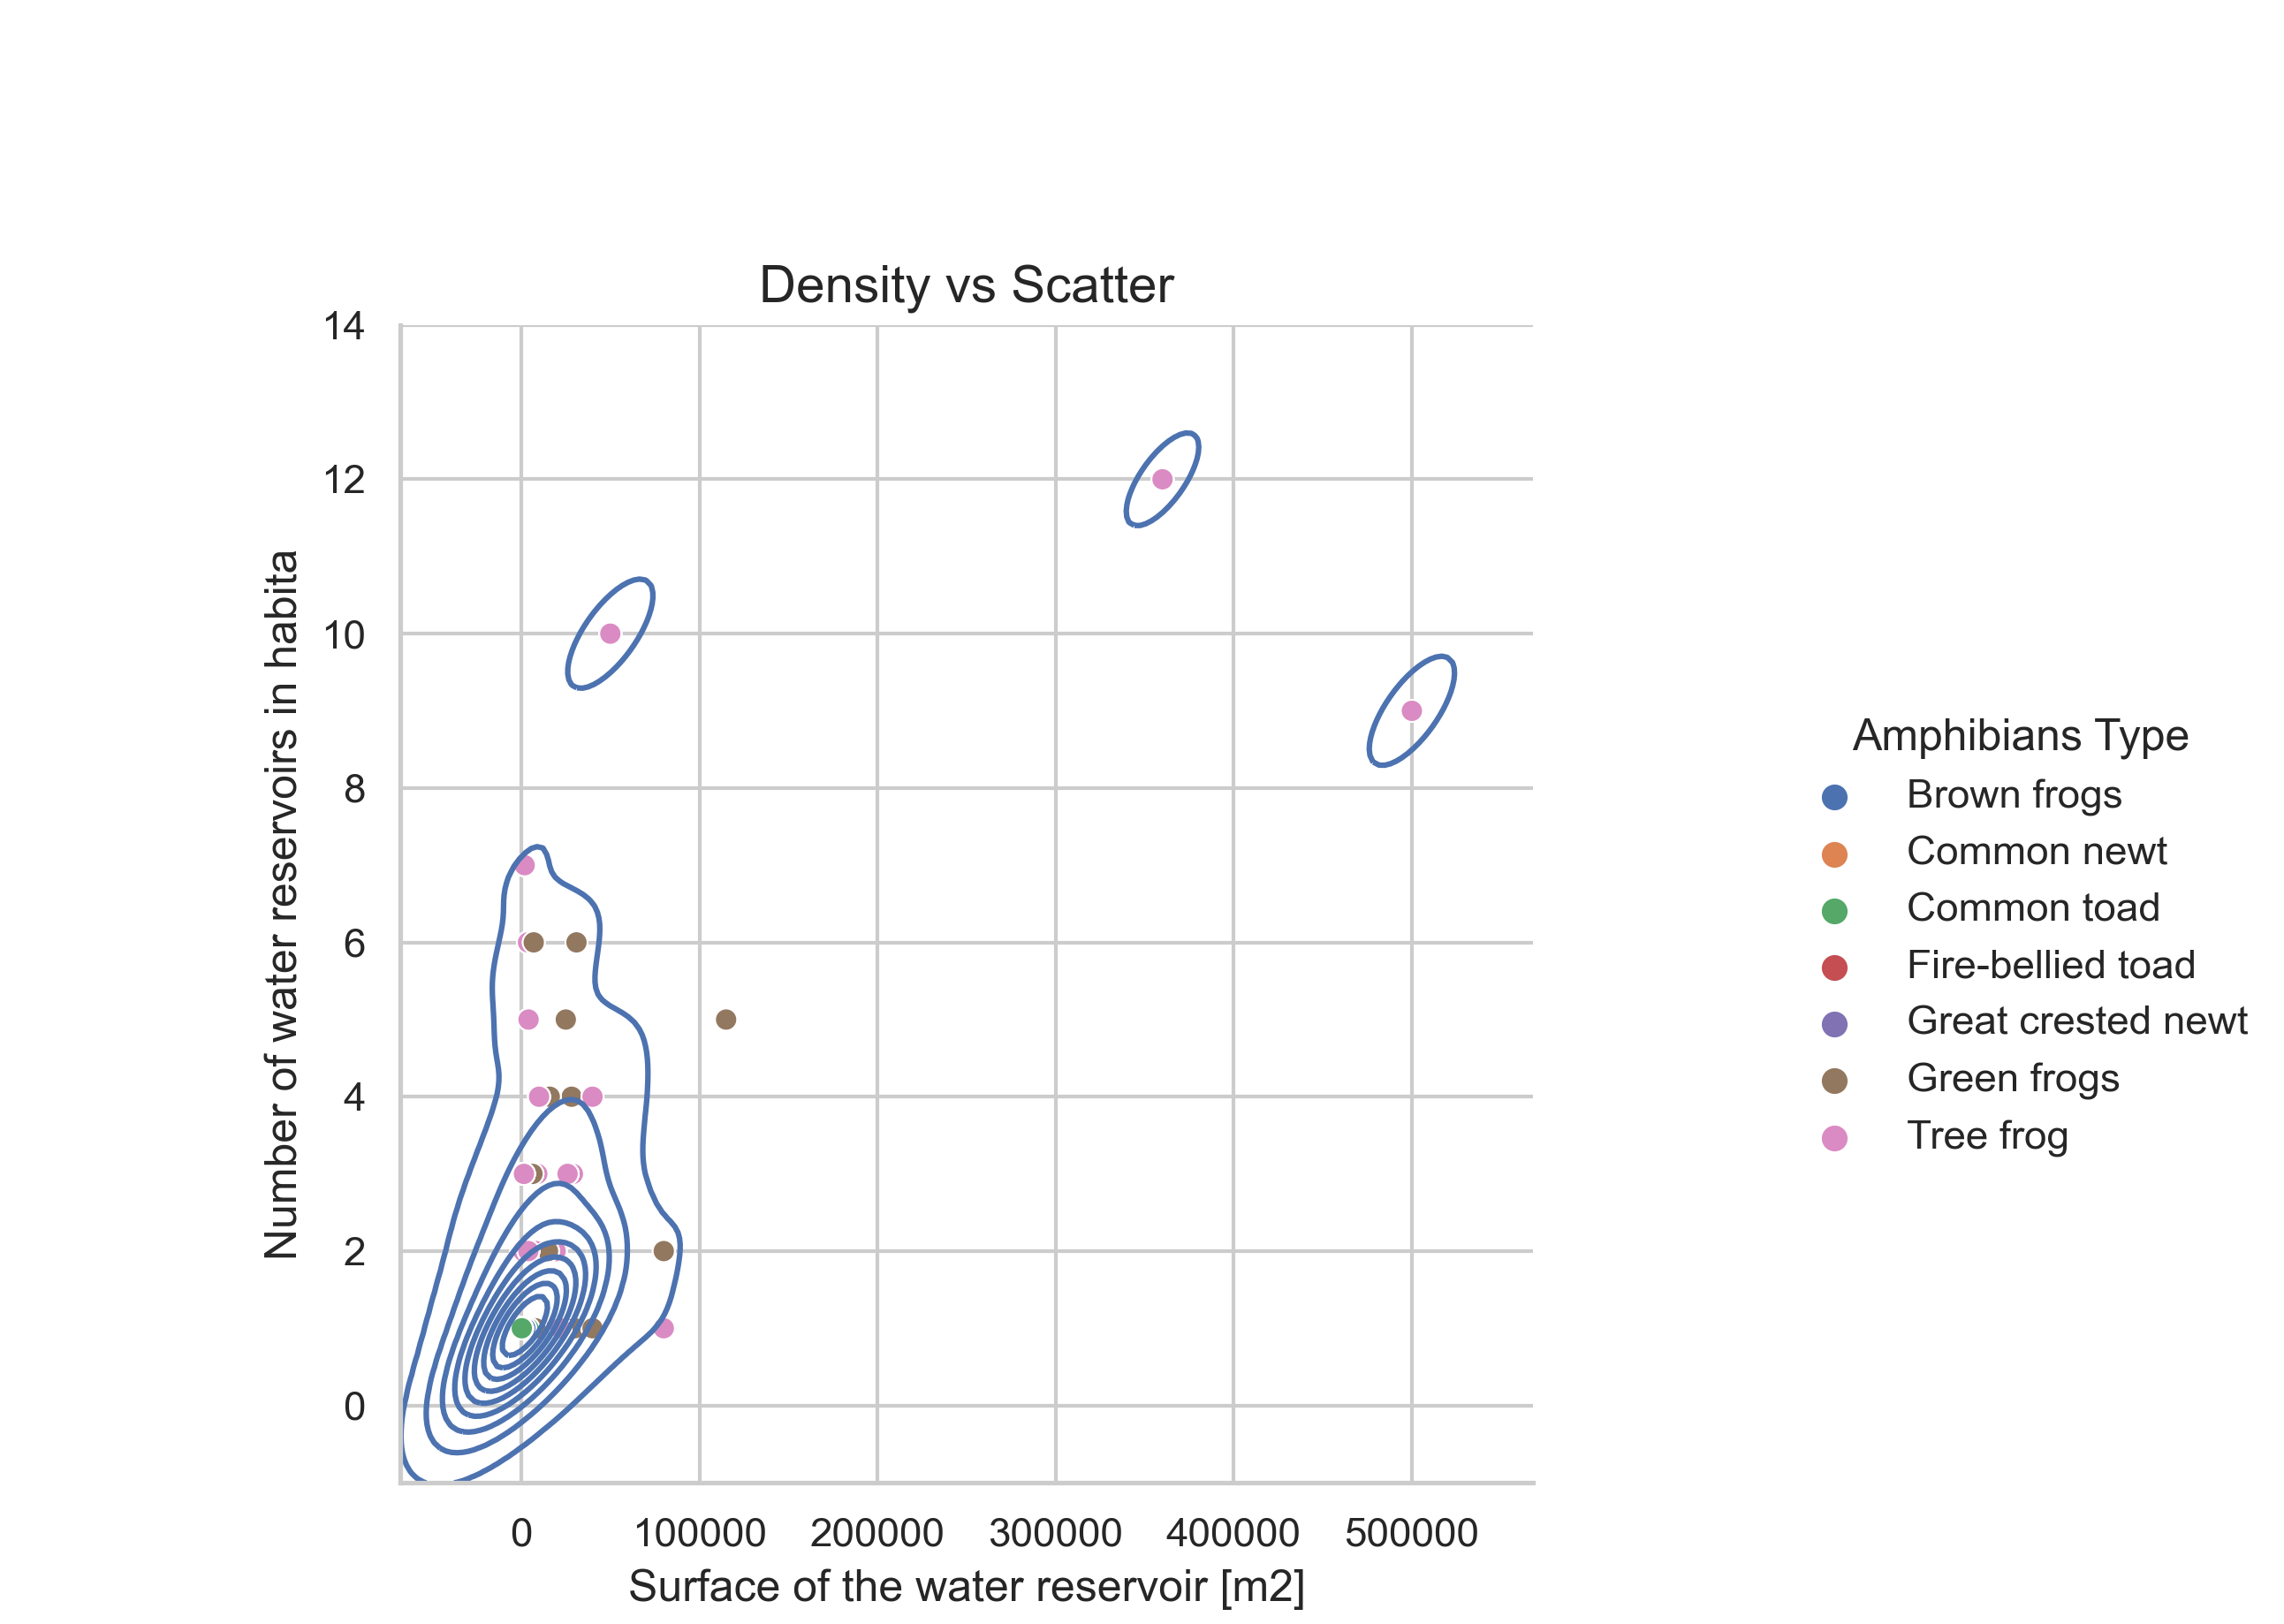 Density vs Scatter
14
12
10
8
6
4
2
0
Number of water reservoirs in habita
0 100000 200000 300000 400000 500000
Surface of the water reservoir [m2]
Amphibians Type
Brown frogs
Common newt
Common toad
Fire-bellied toad
Great crested newt
Green frogs
Tree frog